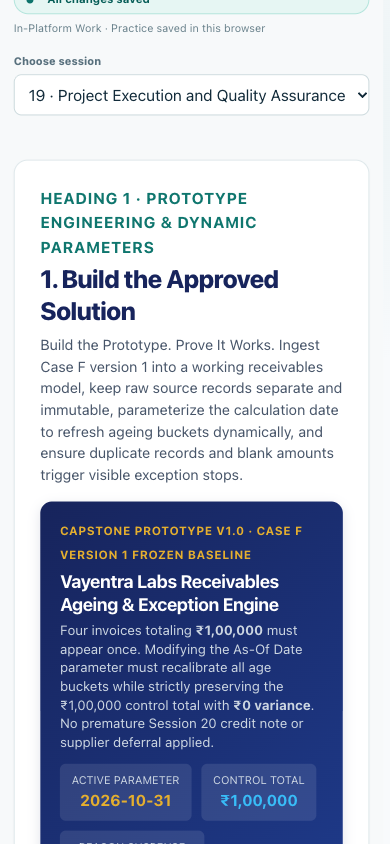 All changes saved
In-Platform Work · Practice saved in this browser
Choose session
19 · Project Execution and Quality Assurance
HEADING 1 · PROTOTYPE
ENGINEERING & DYNAMIC
PARAMETERS
1. Build the Approved
Solution
Build the Prototype. Prove It Works. Ingest
Case F version 1 into a working receivables
model, keep raw source records separate and
immutable, parameterize the calculation date
to refresh ageing buckets dynamically, and
ensure duplicate records and blank amounts
trigger visible exception stops.
CAPSTONE PROTOTYPE V1.0 · CASE F
VERSION 1 FROZEN BASELINE
Vayentra Labs Receivables
Ageing & Exception Engine
Four invoices totaling ₹1,00,000 must
appear once. Modifying the As-Of Date
parameter must recalibrate all age
buckets while strictly preserving the
₹1,00,000 control total with ₹0 variance.
No premature Session 20 credit note or
supplier deferral applied.
ACTIVE PARAMETER
2026-10-31
CONTROL TOTAL
₹1,00,000